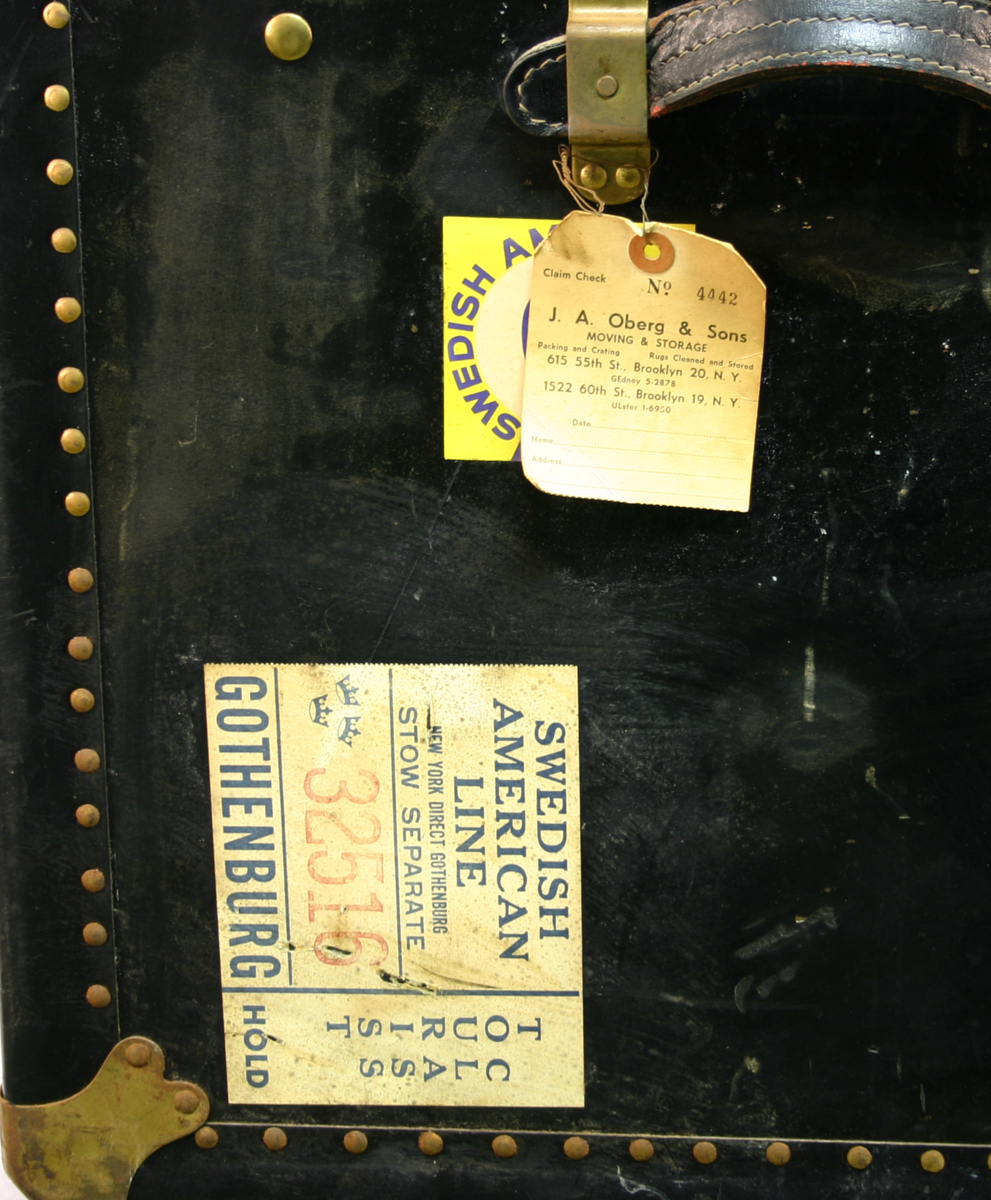 SWEDISH AM
Claim Check
Nº 4442
J. A. Oberg & Sons
MOVING & STORAGE
Packing and Crating Rugs Cleaned and Stored
615 55th St., Brooklyn 20, N. Y.
GEdney 5-2878
1522 60th St., Brooklyn 19, N. Y.
ULster 1-6950
Date
Name
Address
SWEDISH
AMERICAN
LINE
NEW YORK DIRECT GOTHENBURG
STOW SEPARATE
32516
GOTHENBURG
T
O C
U L
R A
I S
S S
T
HOLD